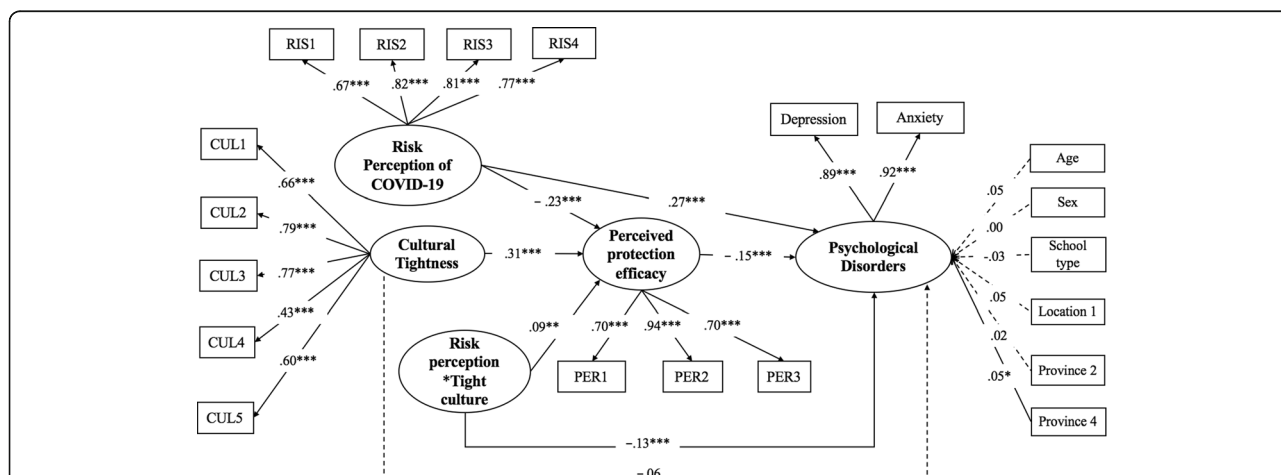 RIS1
RIS2
RIS3
RIS4
.67***
.82***
.81***
.77***
Risk
Perception of
COVID-19
Depression
Anxiety
.89***
.92***
CUL1
CUL2
CUL3
CUL4
CUL5
.66***
.79***
.77***
.43***
.60***
Cultural
Tightness
– .23***
.27***
.31***
Perceived
protection
efficacy
– .15***
Psychological
Disorders
Age
Sex
School
type
Location 1
Province 2
Province 4
.05
.00
-.03
.05
.02
.05*
Risk
perception
*Tight
culture
.09**
.70***
.94***
.70***
PER1
PER2
PER3
–.13***
–.06